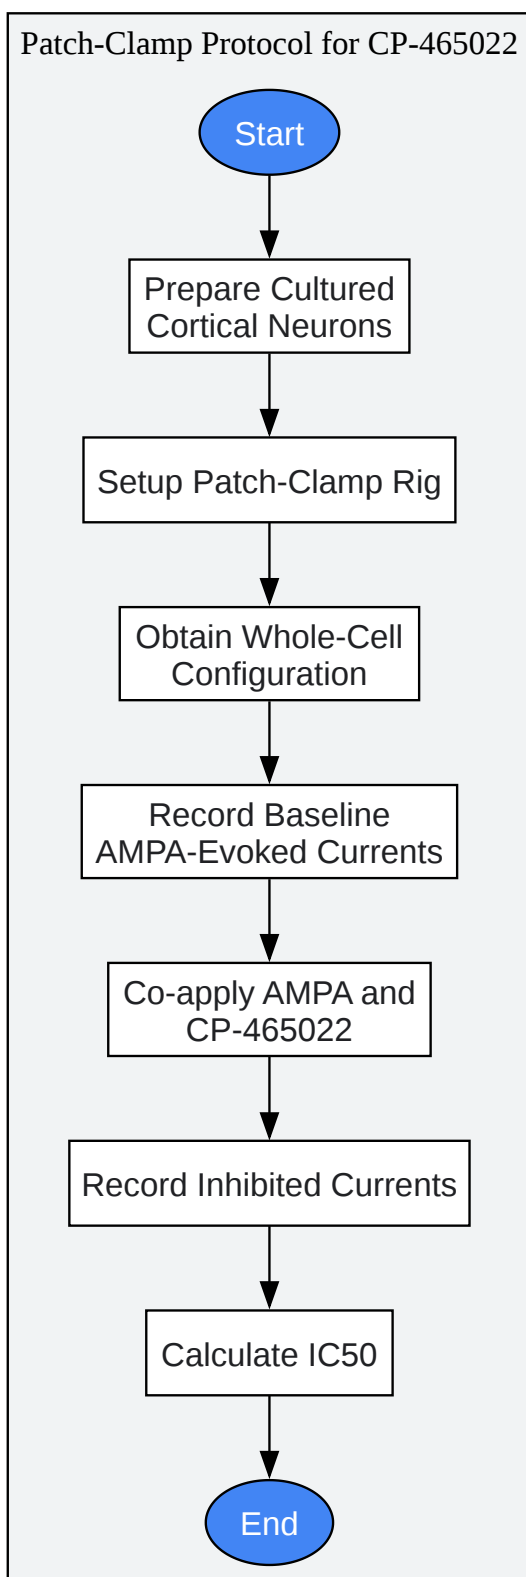 Patch-Clamp Protocol for CP-465022
Start
Prepare Cultured
Cortical Neurons
Setup Patch-Clamp Rig
Obtain Whole-Cell
Configuration
Record Baseline
AMPA-Evoked Currents
Co-apply AMPA and
CP-465022
Record Inhibited Currents
Calculate IC50
End